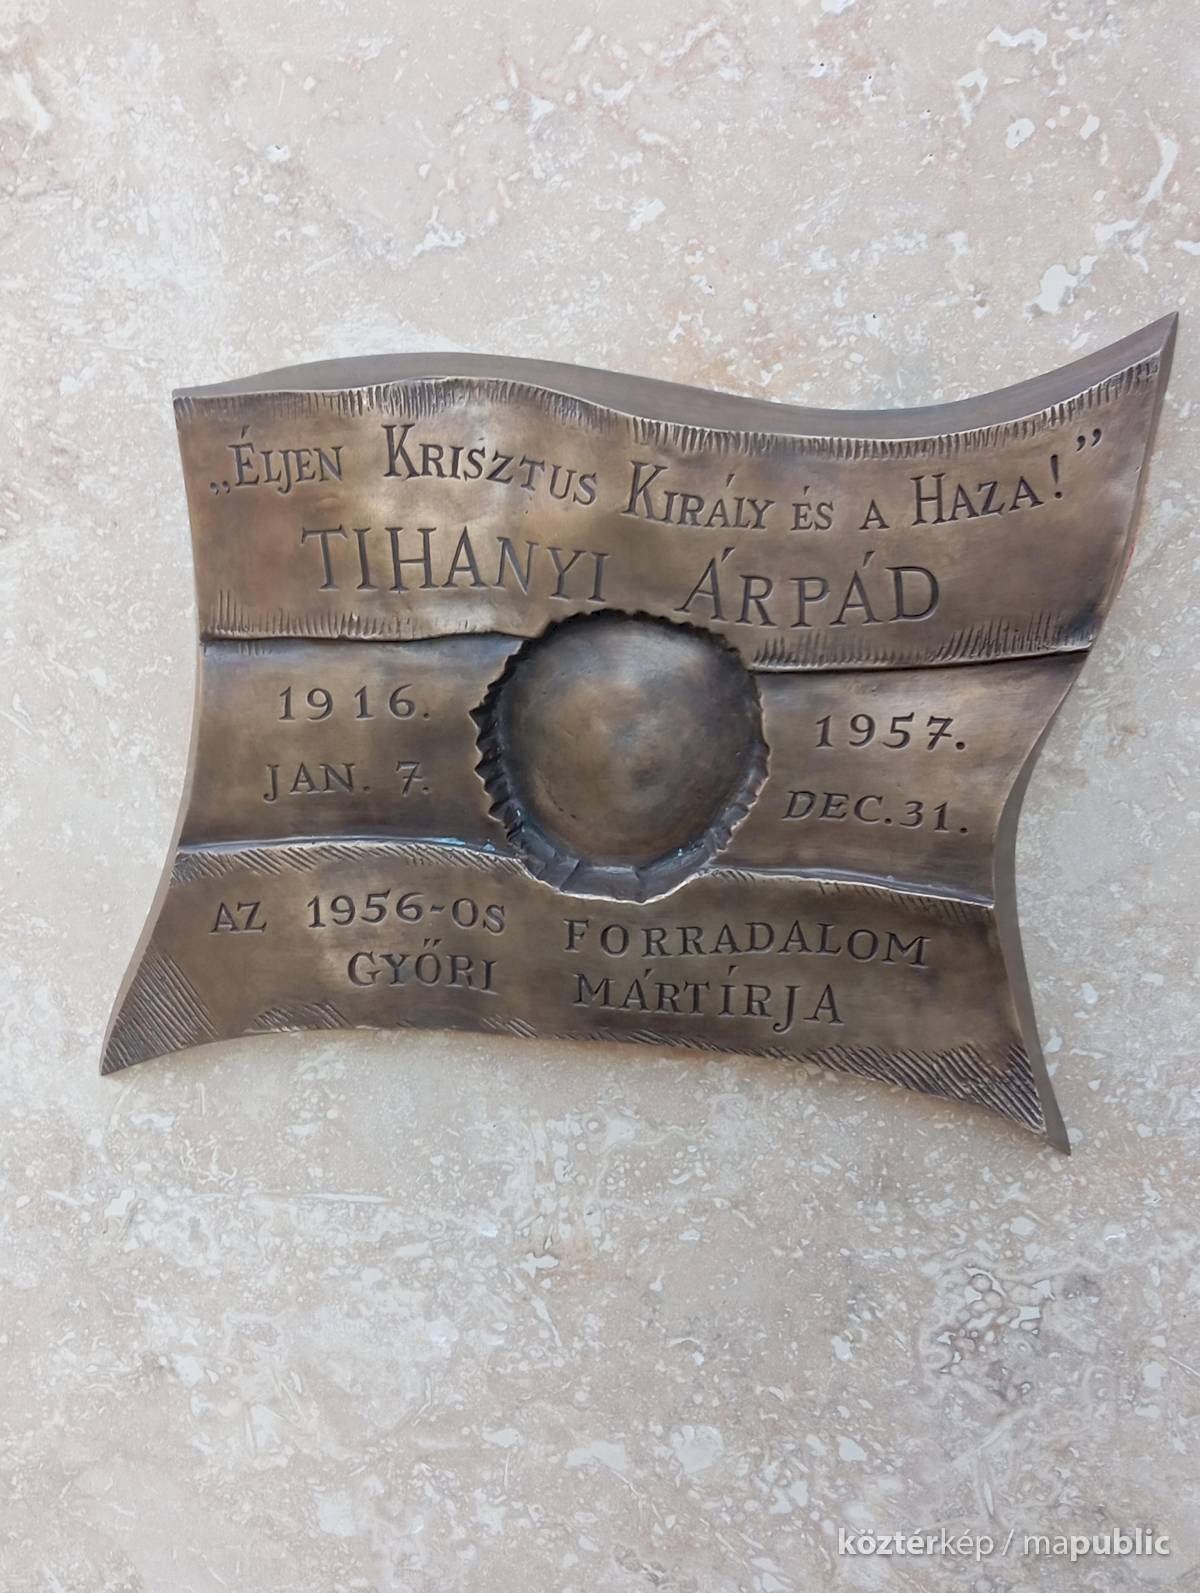 „Éljen Krisztus Király és a Haza!”
TIHANYI ÁRPÁD
1916.
JAN. 7.
1957.
DEC. 31.
AZ 1956-OS FORRADALOM
GYŐRI MÁRTÍRJA
köztérkép / mapublic